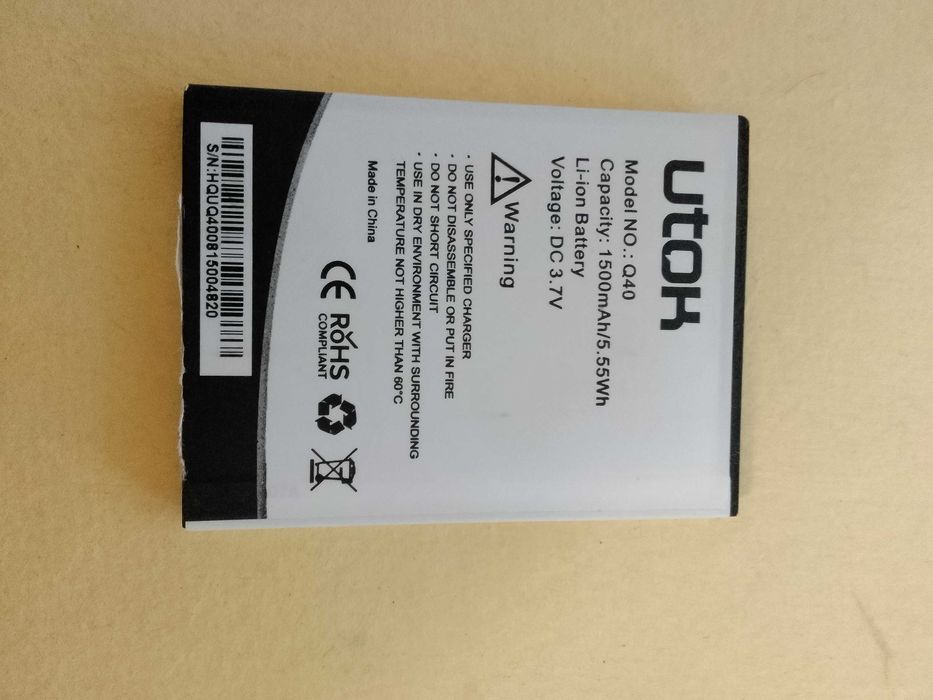 UTOK
Model NO.: Q40
Capacity: 1500mAh/5.55Wh
Li-ion Battery
Voltage: DC 3.7V
Warning
· USE ONLY SPECIFIED CHARGER
· DO NOT DISASSEMBLE OR PUT IN FIRE
· DO NOT SHORT CIRCUIT
· USE IN DRY ENVIRONMENT WITH SURROUNDING
TEMPERATURE NOT HIGHER THAN 60°C
Made in China
CE RoHS
COMPLIANT
S/N:HQUQ400815004820